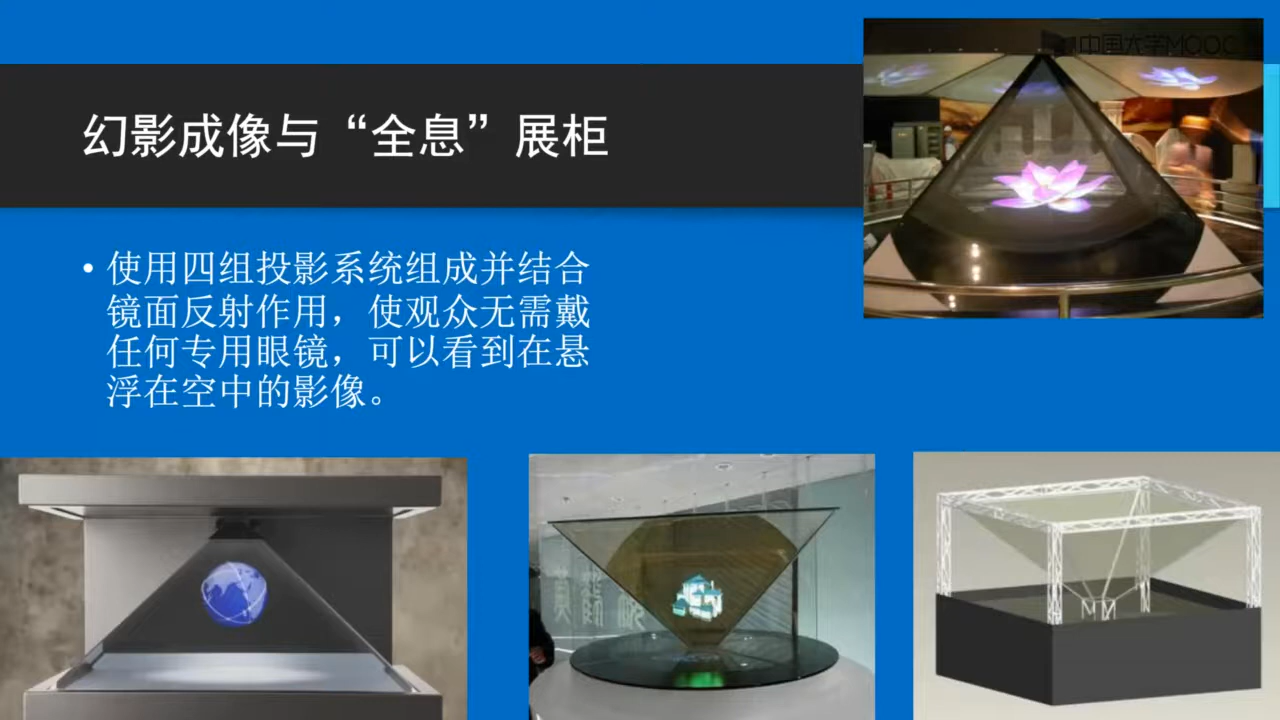 中国大学MOOC
幻影成像与“全息”展柜
• 使用四组投影系统组成并结合
镜面反射作用，使观众无需戴
任何专用眼镜，可以看到在悬
浮在空中的影像。